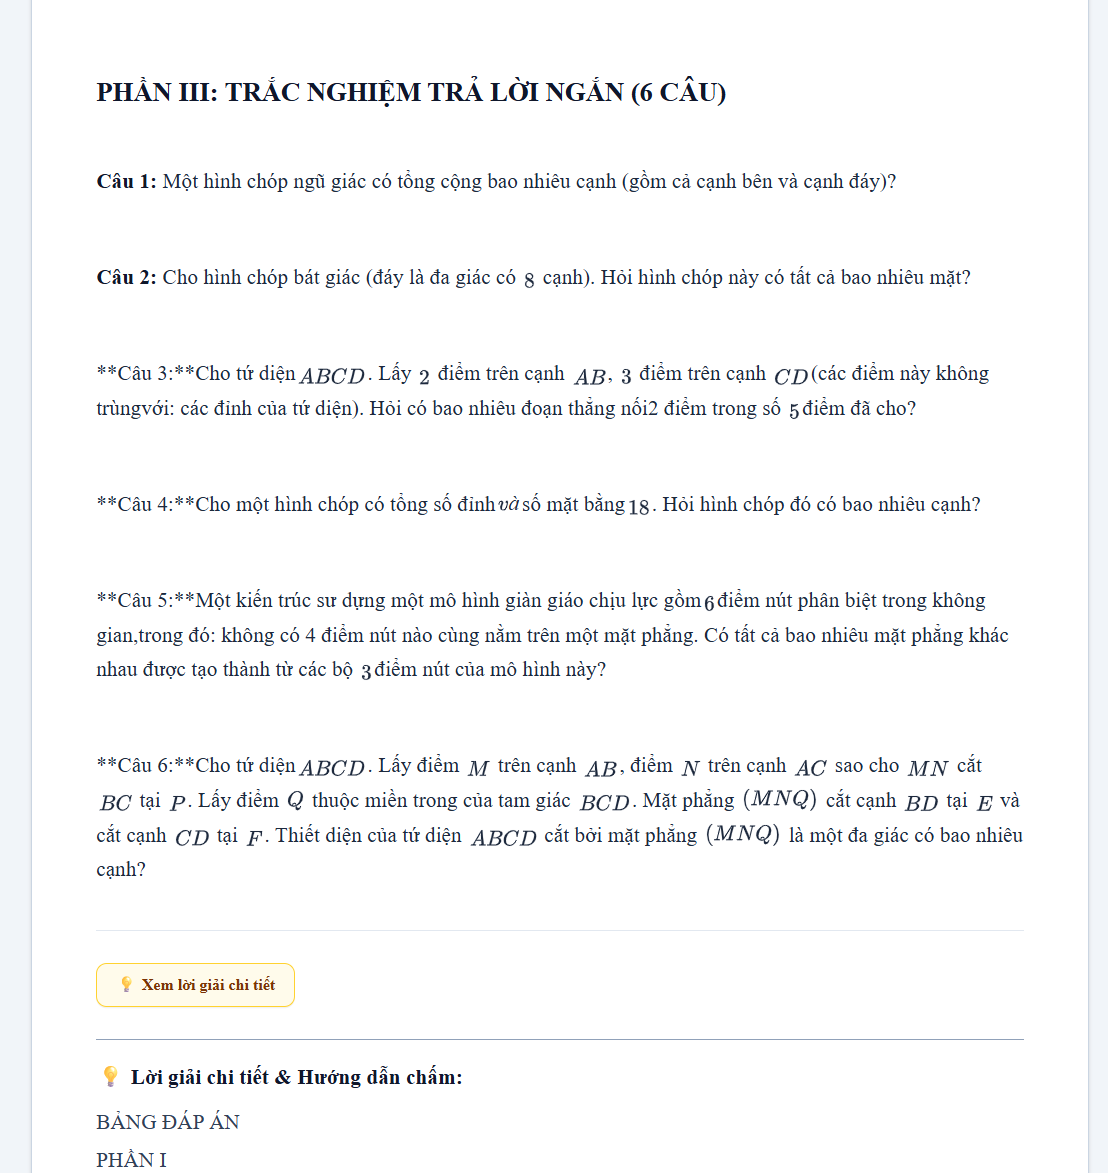 PHẦN III: TRẮC NGHIỆM TRẢ LỜI NGẮN (6 CÂU)
Câu 1: Một hình chóp ngũ giác có tổng cộng bao nhiêu cạnh (gồm cả cạnh bên và cạnh đáy)?
Câu 2: Cho hình chóp bát giác (đáy là đa giác có 8 cạnh). Hỏi hình chóp này có tất cả bao nhiêu mặt?
**Câu 3:**Cho tứ diện ABCD. Lấy 2 điểm trên cạnh AB, 3 điểm trên cạnh CD(các điểm này không
trùngvới: các đỉnh của tứ diện). Hỏi có bao nhiêu đoạn thẳng nối2 điểm trong số 5điểm đã cho?
**Câu 4:**Cho một hình chóp có tổng số đỉnhvàsố mặt bằng18. Hỏi hình chóp đó có bao nhiêu cạnh?
**Câu 5:**Một kiến trúc sư dựng một mô hình giàn giáo chịu lực gồm6điểm nút phân biệt trong không
gian,trong đó: không có 4 điểm nút nào cùng nằm trên một mặt phẳng. Có tất cả bao nhiêu mặt phẳng khác
nhau được tạo thành từ các bộ 3điểm nút của mô hình này?
**Câu 6:**Cho tứ diện ABCD. Lấy điểm M trên cạnh AB, điểm N trên cạnh AC sao cho MN cắt
BC tại P. Lấy điểm Q thuộc miền trong của tam giác BCD. Mặt phẳng (MNQ) cắt cạnh BD tại E và
cắt cạnh CD tại F. Thiết diện của tứ diện ABCD cắt bởi mặt phẳng (MNQ) là một đa giác có bao nhiêu
cạnh?
💡 Xem lời giải chi tiết
💡 Lời giải chi tiết & Hướng dẫn chấm:
BẢNG ĐÁP ÁN
PHẦN I